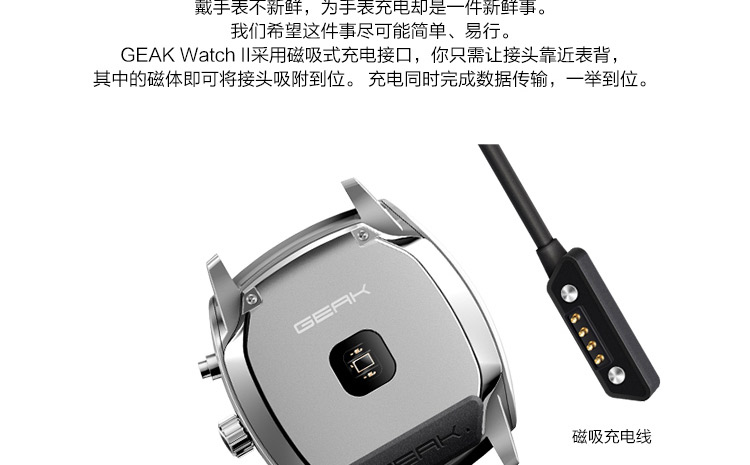 戴手表不新鲜，为手表充电却是一件新鲜事。
我们希望这件事尽可能简单、易行。
GEAK Watch II采用磁吸式充电接口，你只需让接头靠近表背，
其中的磁体即可将接头吸附到位。 充电同时完成数据传输，一举到位。
GEAK
GEAK.
磁吸充电线